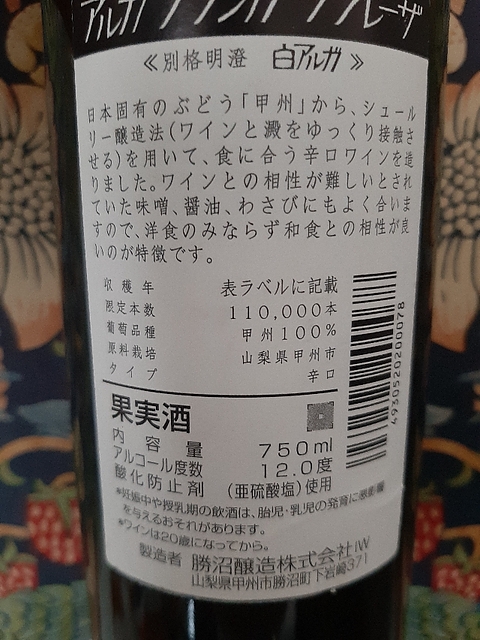 アルガブランカ クラレーザ
≪別格明澄 白アルガ≫
日本固有のぶどう「甲州」から、シュール
リー醸造法(ワインと澱をゆっくり接触さ
せる)を用いて、食に合う辛口ワインを造
りました。ワインとの相性が難しいとされ
ていた味噌、醤油、わさびにもよく合いま
すので、洋食のみならず和食との相性が良
いのが特徴です。
収穫年 表ラベルに記載
限定本数 110,000本
葡萄品種 甲州100%
原料栽培 山梨県甲州市
タイプ 辛口
4930520200078
果実酒
内容量 750ml
アルコール度数 12.0度
酸化防止剤 (亜硫酸塩)使用
*妊娠中や授乳期の飲酒は、胎児・乳児の発育に悪影響
を与えるおそれがあります。
*ワインは20歳になってから。
製造者 勝沼醸造株式会社IW
山梨県甲州市勝沼町下岩崎371